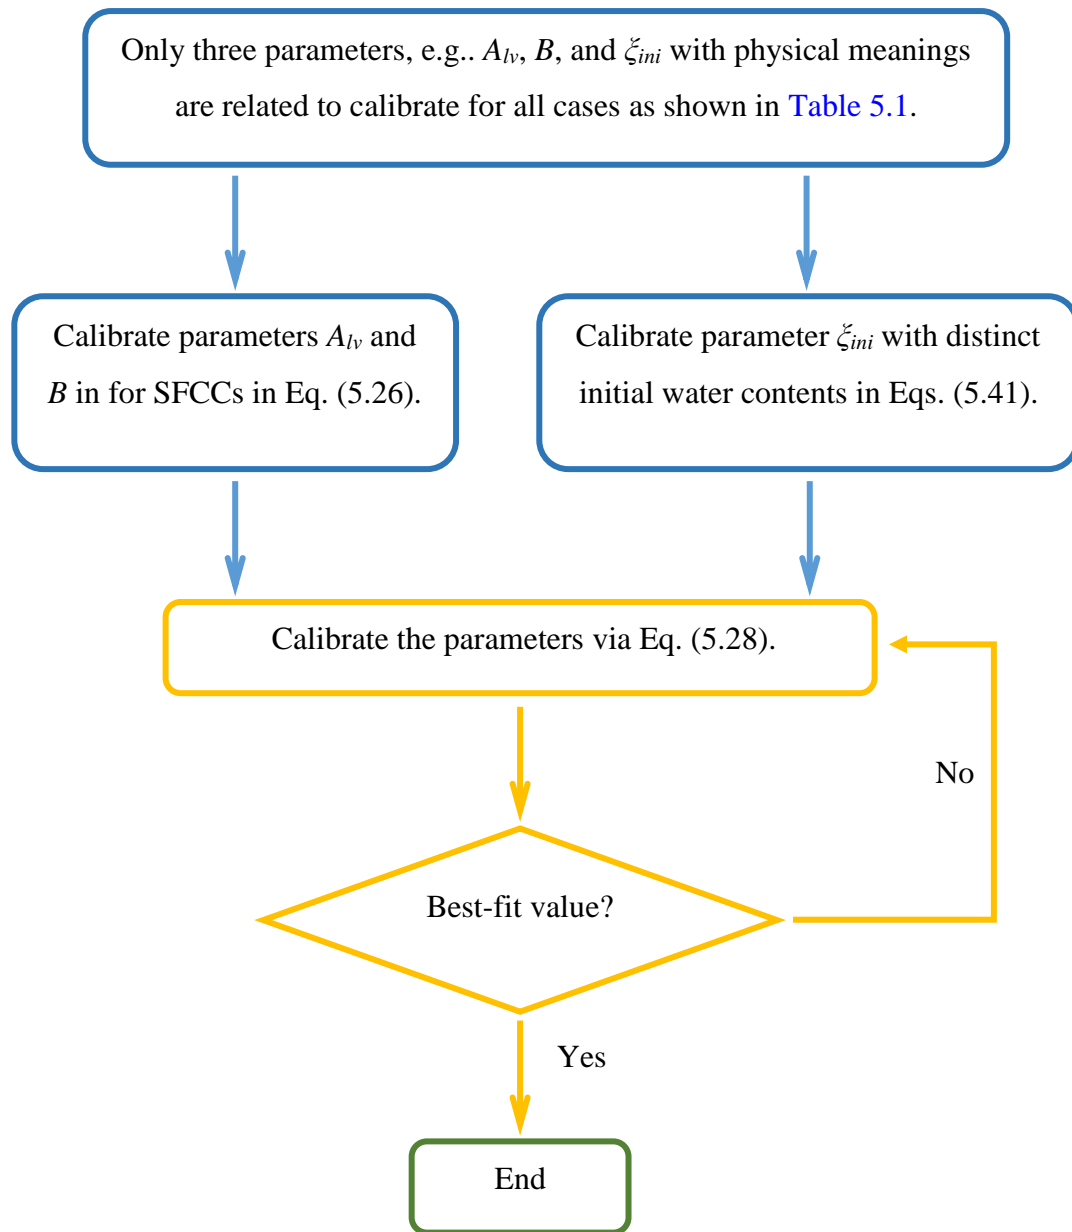 Only three parameters, e.g.. Alv, B, and ξini with physical meanings
are related to calibrate for all cases as shown in Table 5.1.
Calibrate parameters Alv and
B in for SFCCs in Eq. (5.26).
Calibrate parameter ξini with distinct
initial water contents in Eqs. (5.41).
Calibrate the parameters via Eq. (5.28).
No
Best-fit value?
Yes
End